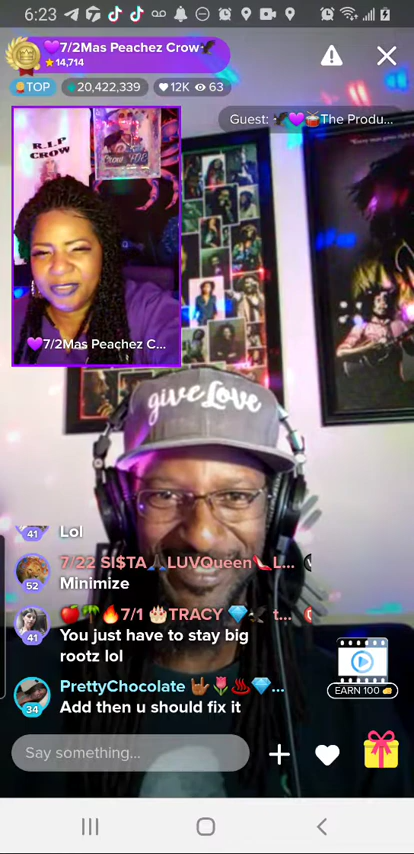 6:23
7/2Mas Peachez Crow
14,714
TOP
20,422,339
12K
63
Guest: The Produ...
R.I.P
CROW
7/2Mas Peachez C...
give Love
41
Lol
7/22 SI$TA LUVQueen L...
52
Minimize
7/1 TRACY t...
41
You just have to stay big
rootz lol
PrettyChocolate ...
34
Add then u should fix it
EARN 100
Say something...